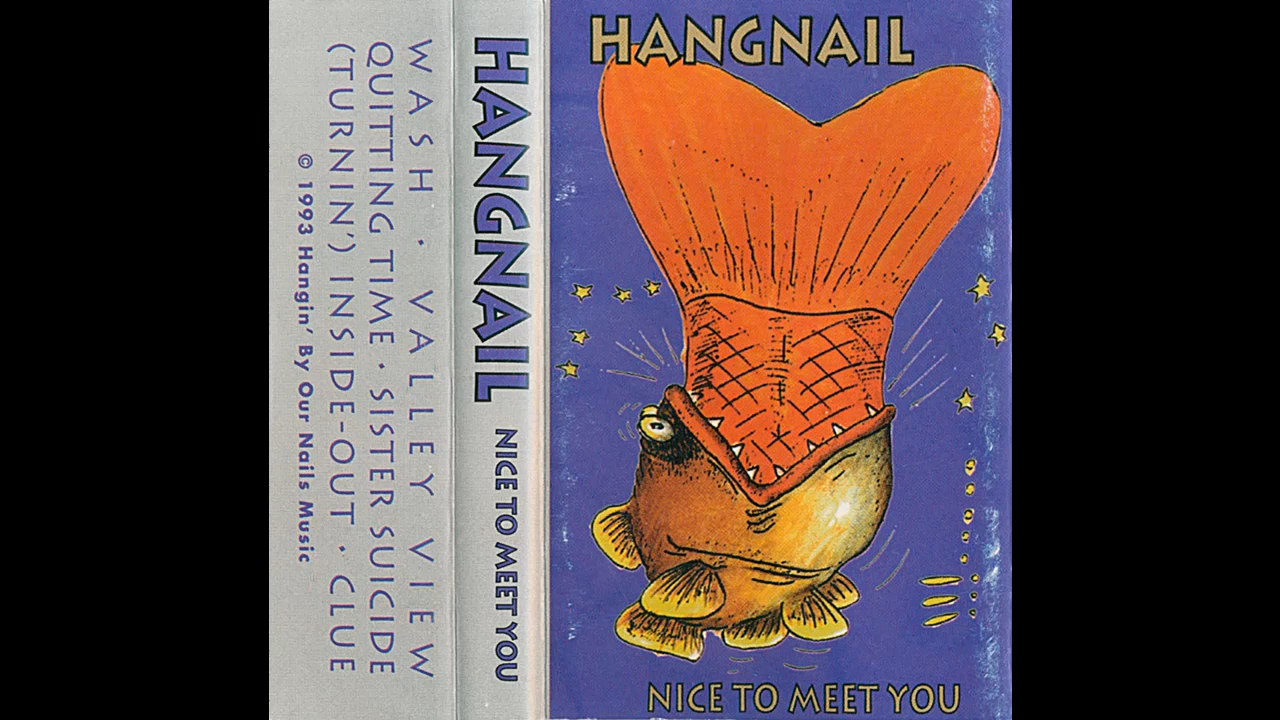 HANGNAIL
NICE TO MEET YOU
HANGNAIL NICE TO MEET YOU
WASH • VALLEY VIEW
QUITTING TIME • SISTER SUICIDE
(TURNIN') INSIDE-OUT • CLUE
© 1993 Hangin' By Our Nails Music